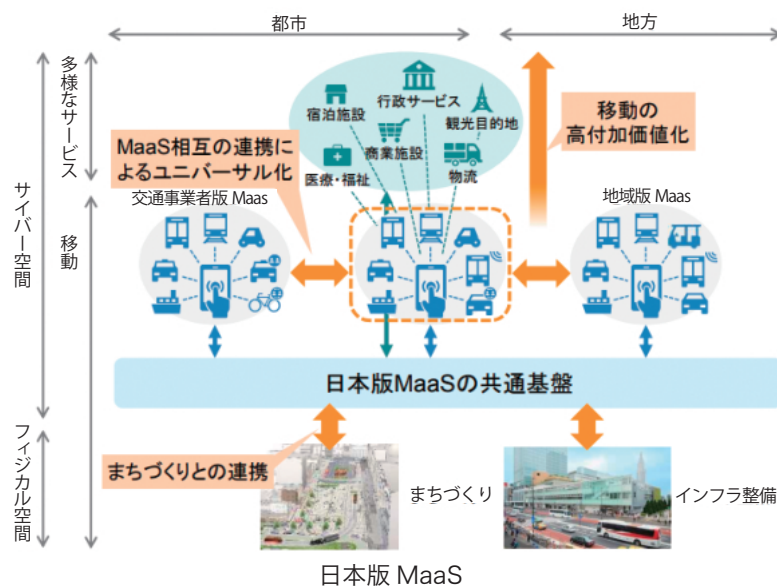 都市
地方
多様なサービス
サイバー空間
移動
フィジカル空間
宿泊施設
行政サービス
観光目的地
商業施設
医療・福祉
物流
移動の
高付加価値化
MaaS相互の連携に
よるユニバーサル化
交通事業者版 Maas
地域版 Maas
日本版MaaSの共通基盤
まちづくりとの連携
まちづくり
インフラ整備
日本版 MaaS